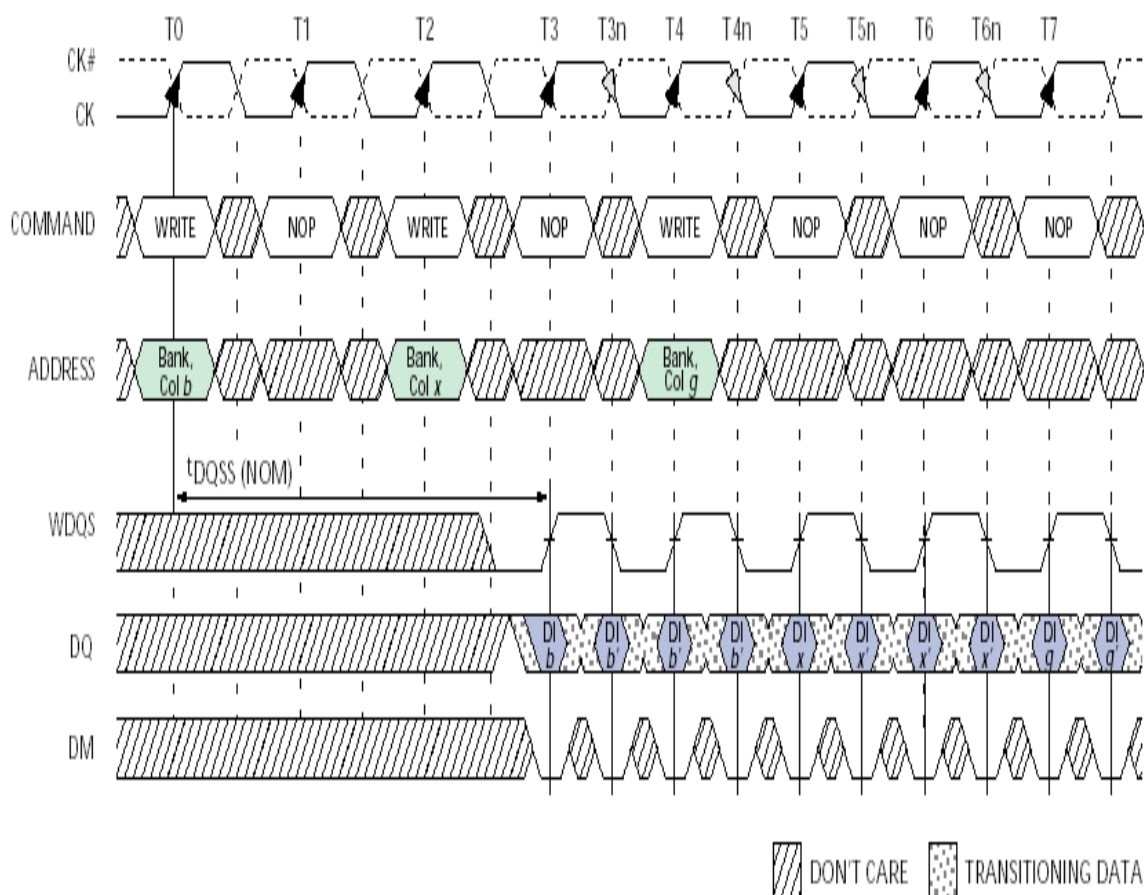 T0 T1 T2 T3 T3n T4 T4n T5 T5n T6 T6n T7
CK#
CK
COMMAND WRITE NOP WRITE NOP WRITE NOP NOP NOP
ADDRESS Bank, Col b Bank, Col x Bank, Col g
tDQSS (NOM)
WDQS
DQ DI b DI b' DI b' DI b' DI x DI x' DI x' DI x' DI g DI g'
DM
DON'T CARE TRANSITIONING DATA